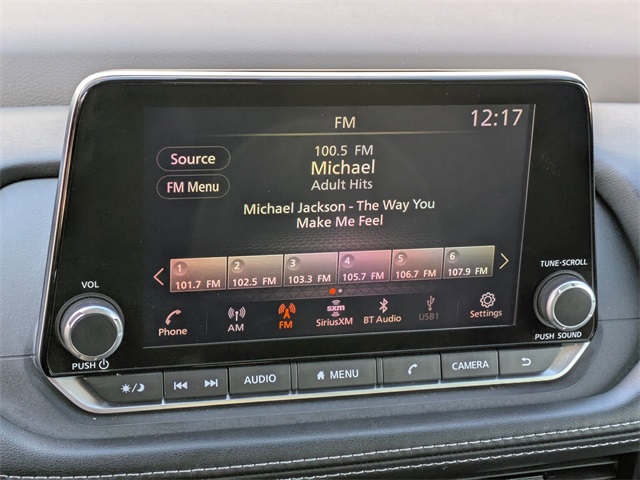 FM
12:17
Source
FM Menu
100.5 FM
Michael
Adult Hits
Michael Jackson - The Way You
Make Me Feel
1 2 3 4 5 6
101.7 FM 102.5 FM 103.3 FM 105.7 FM 106.7 FM 107.9 FM
Phone AM FM SiriusXM BT Audio USB1 Settings
sxm
VOL
PUSH
TUNE·SCROLL
PUSH SOUND
AUDIO MENU CAMERA